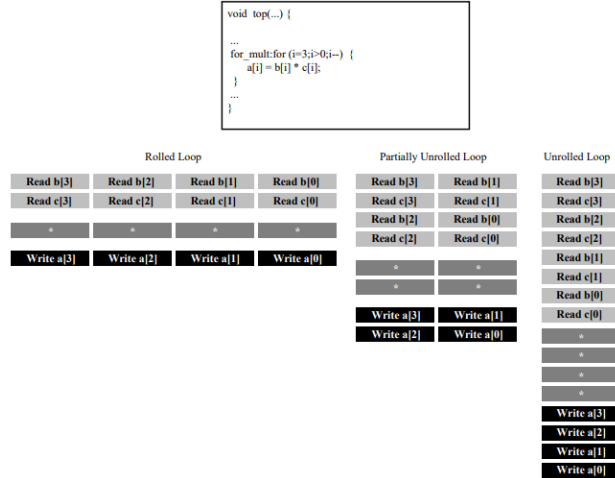 void top(...) {
...
for_mult:for (i=3;i>0;i--) {
a[i] = b[i] * c[i];
}
...
}
Rolled Loop
Read b[3] Read b[2] Read b[1] Read b[0]
Read c[3] Read c[2] Read c[1] Read c[0]
* * * *
Write a[3] Write a[2] Write a[1] Write a[0]
Partially Unrolled Loop
Read b[3] Read b[1]
Read c[3] Read c[1]
Read b[2] Read b[0]
Read c[2] Read c[0]
* *
* *
Write a[3] Write a[1]
Write a[2] Write a[0]
Unrolled Loop
Read b[3]
Read c[3]
Read b[2]
Read c[2]
Read b[1]
Read c[1]
Read b[0]
Read c[0]
*
*
*
*
Write a[3]
Write a[2]
Write a[1]
Write a[0]